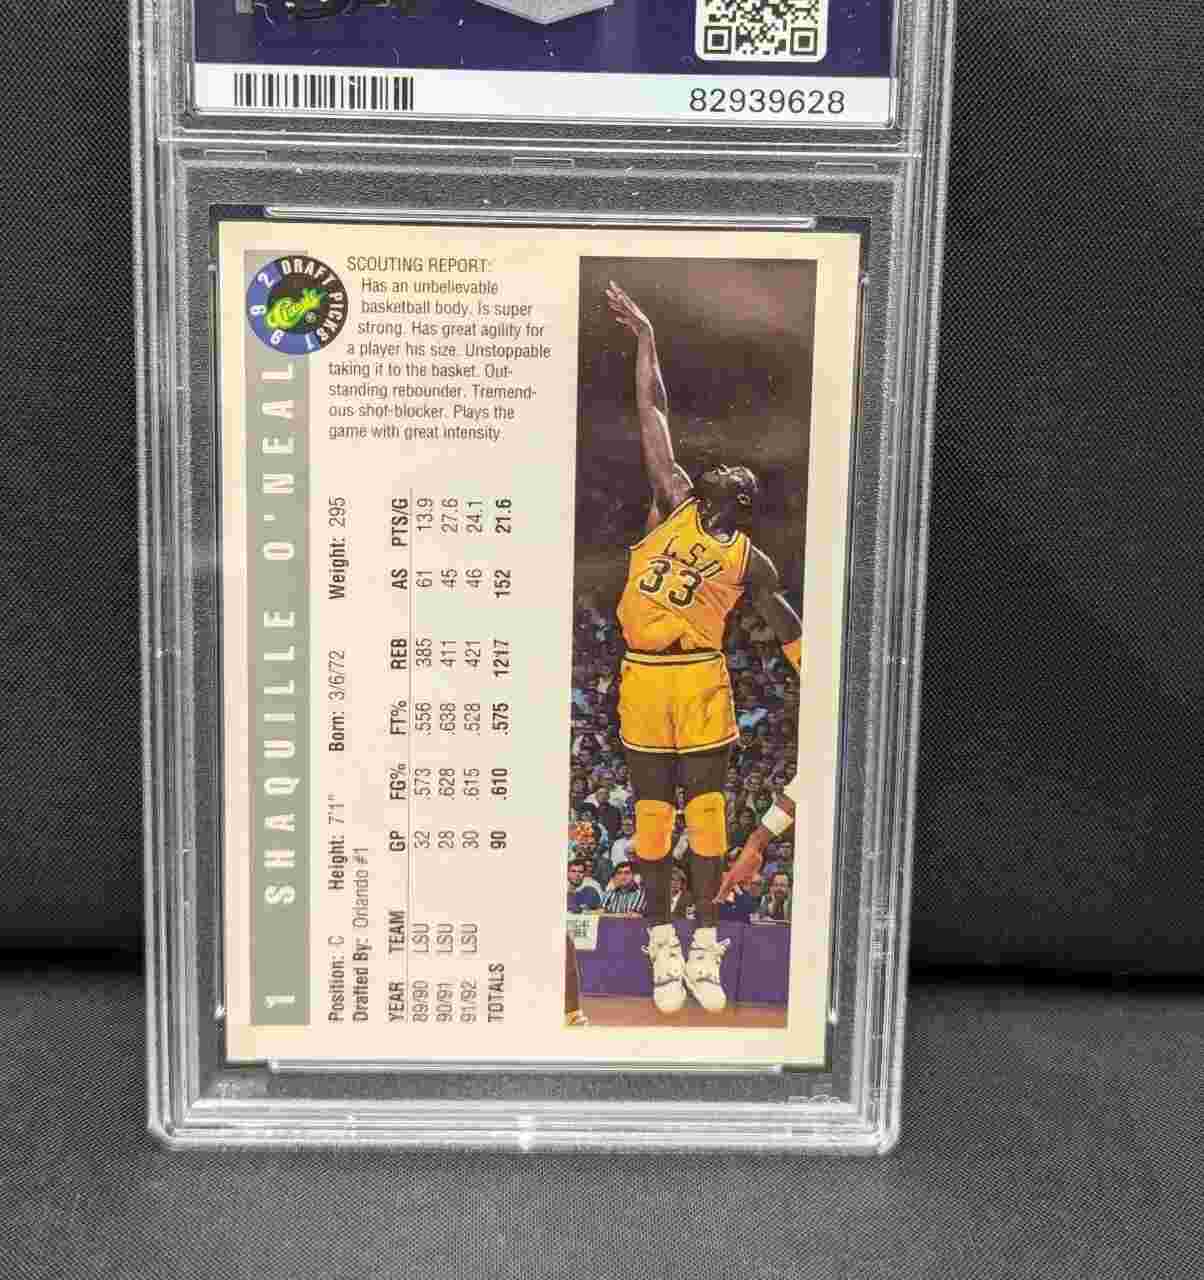 82939628
1992 DRAFT PICKS
Classic
®
SCOUTING REPORT:
Has an unbelievable
basketball body. Is super
strong. Has great agility for
a player his size. Unstoppable
taking it to the basket. Out-
standing rebounder. Tremend-
ous shot-blocker. Plays the
game with great intensity.
1 SHAQUILLE O'NEAL
Position: C Height: 7'1" Born: 3/6/72 Weight: 295
Drafted By: Orlando #1
YEAR TEAM GP FG% FT% REB AS PTS/G
89/90 LSU 32 .573 .556 385 61 13.9
90/91 LSU 28 .628 .638 411 45 27.6
91/92 LSU 30 .615 .528 421 46 24.1
TOTALS 90 .610 .575 1217 152 21.6
LSU
33